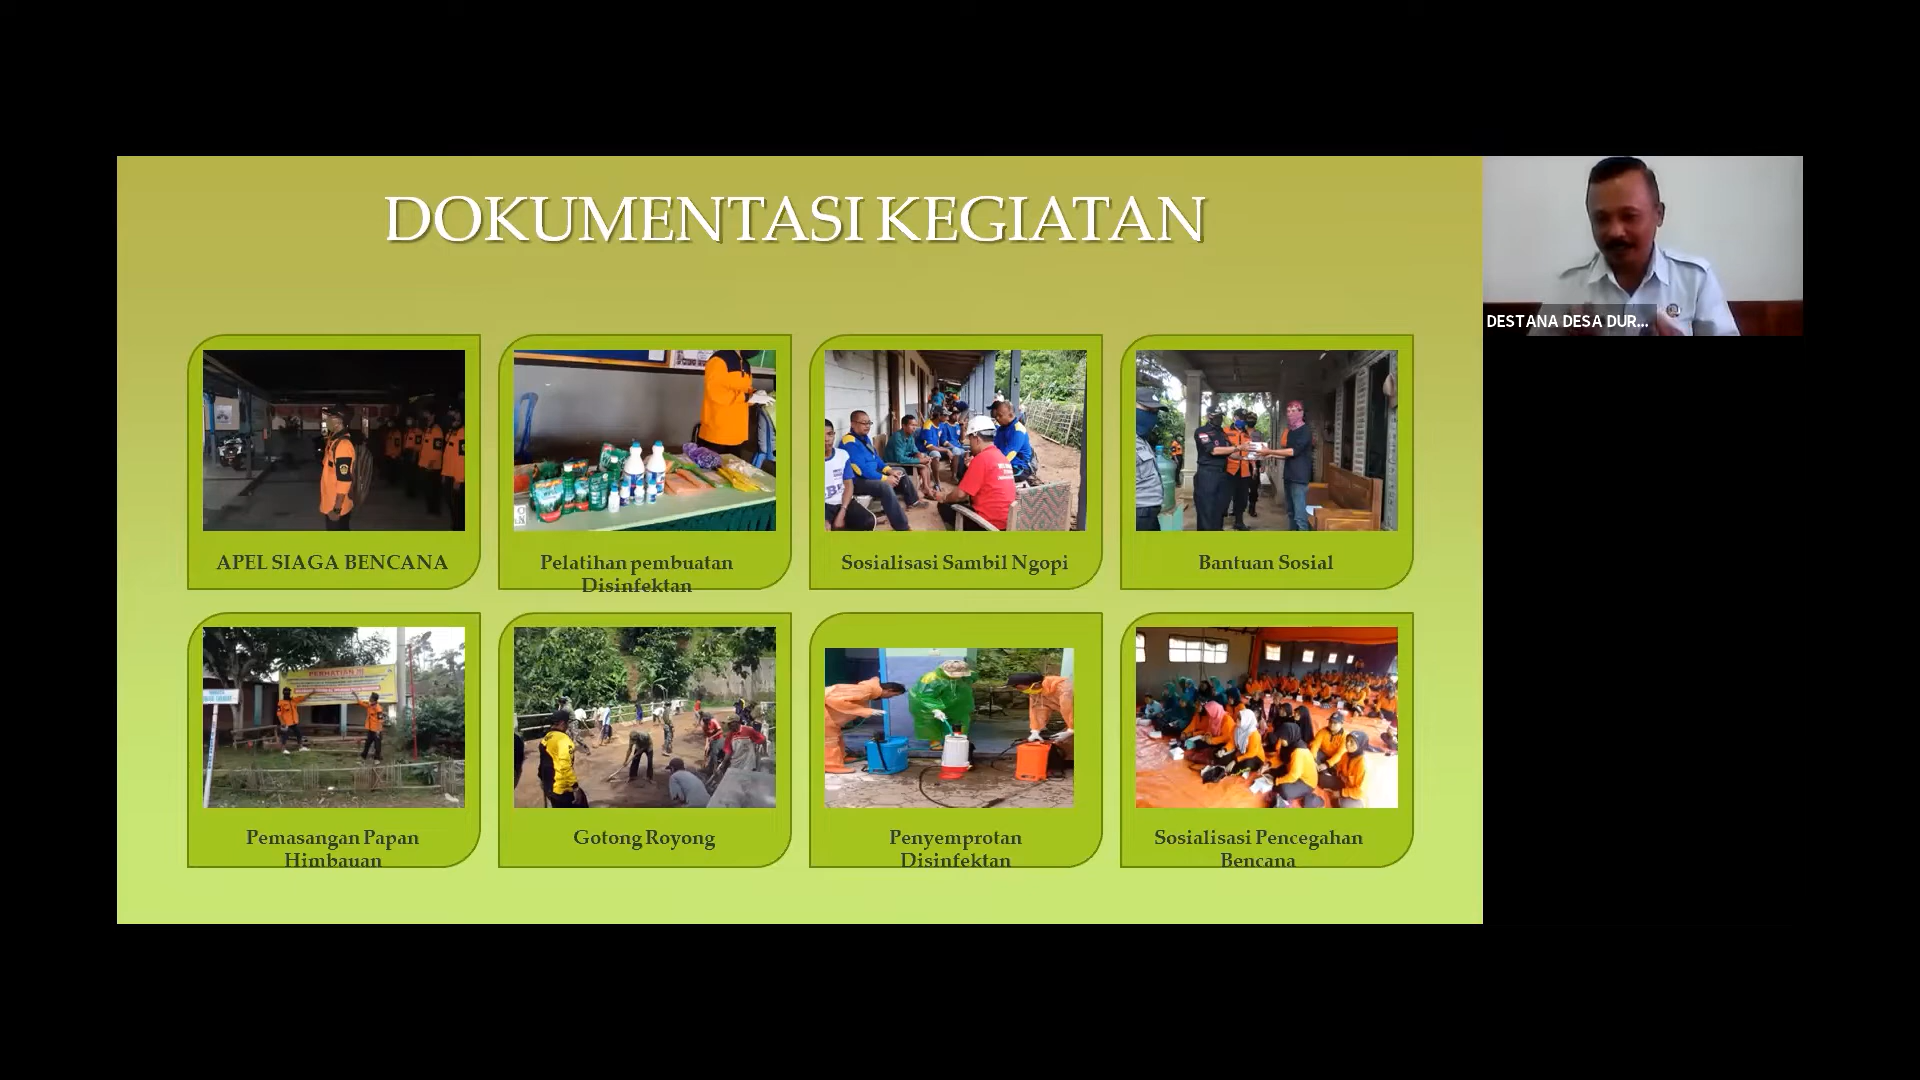 DOKUMENTASI KEGIATAN
DESTANA DESA DUR...
APEL SIAGA BENCANA
Pelatihan pembuatan
Disinfektan
Sosialisasi Sambil Ngopi
Bantuan Sosial
PERHATIAN !!!
Pemasangan Papan
Himbauan
Gotong Royong
Penyemprotan
Disinfektan
Sosialisasi Pencegahan
Bencana